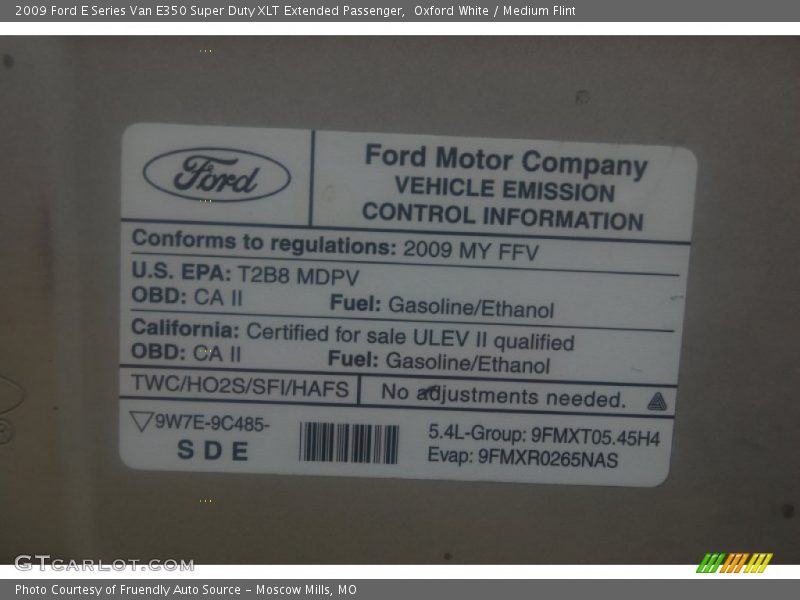 2009 Ford E Series Van E350 Super Duty XLT Extended Passenger,  Oxford White / Medium Flint
Ford
Ford Motor Company
VEHICLE EMISSION
CONTROL INFORMATION
Conforms to regulations: 2009 MY FFV
U.S. EPA: T2B8 MDPV
OBD: CA II Fuel: Gasoline/Ethanol
California: Certified for sale ULEV II qualified
OBD: CA II Fuel: Gasoline/Ethanol
TWC/HO2S/SFI/HAFS No adjustments needed.
9W7E-9C485-
SDE
5.4L-Group: 9FMXT05.45H4
Evap: 9FMXR0265NAS
GTCARLOT.COM
Photo Courtesy of Fruendly Auto Source – Moscow Mills, MO